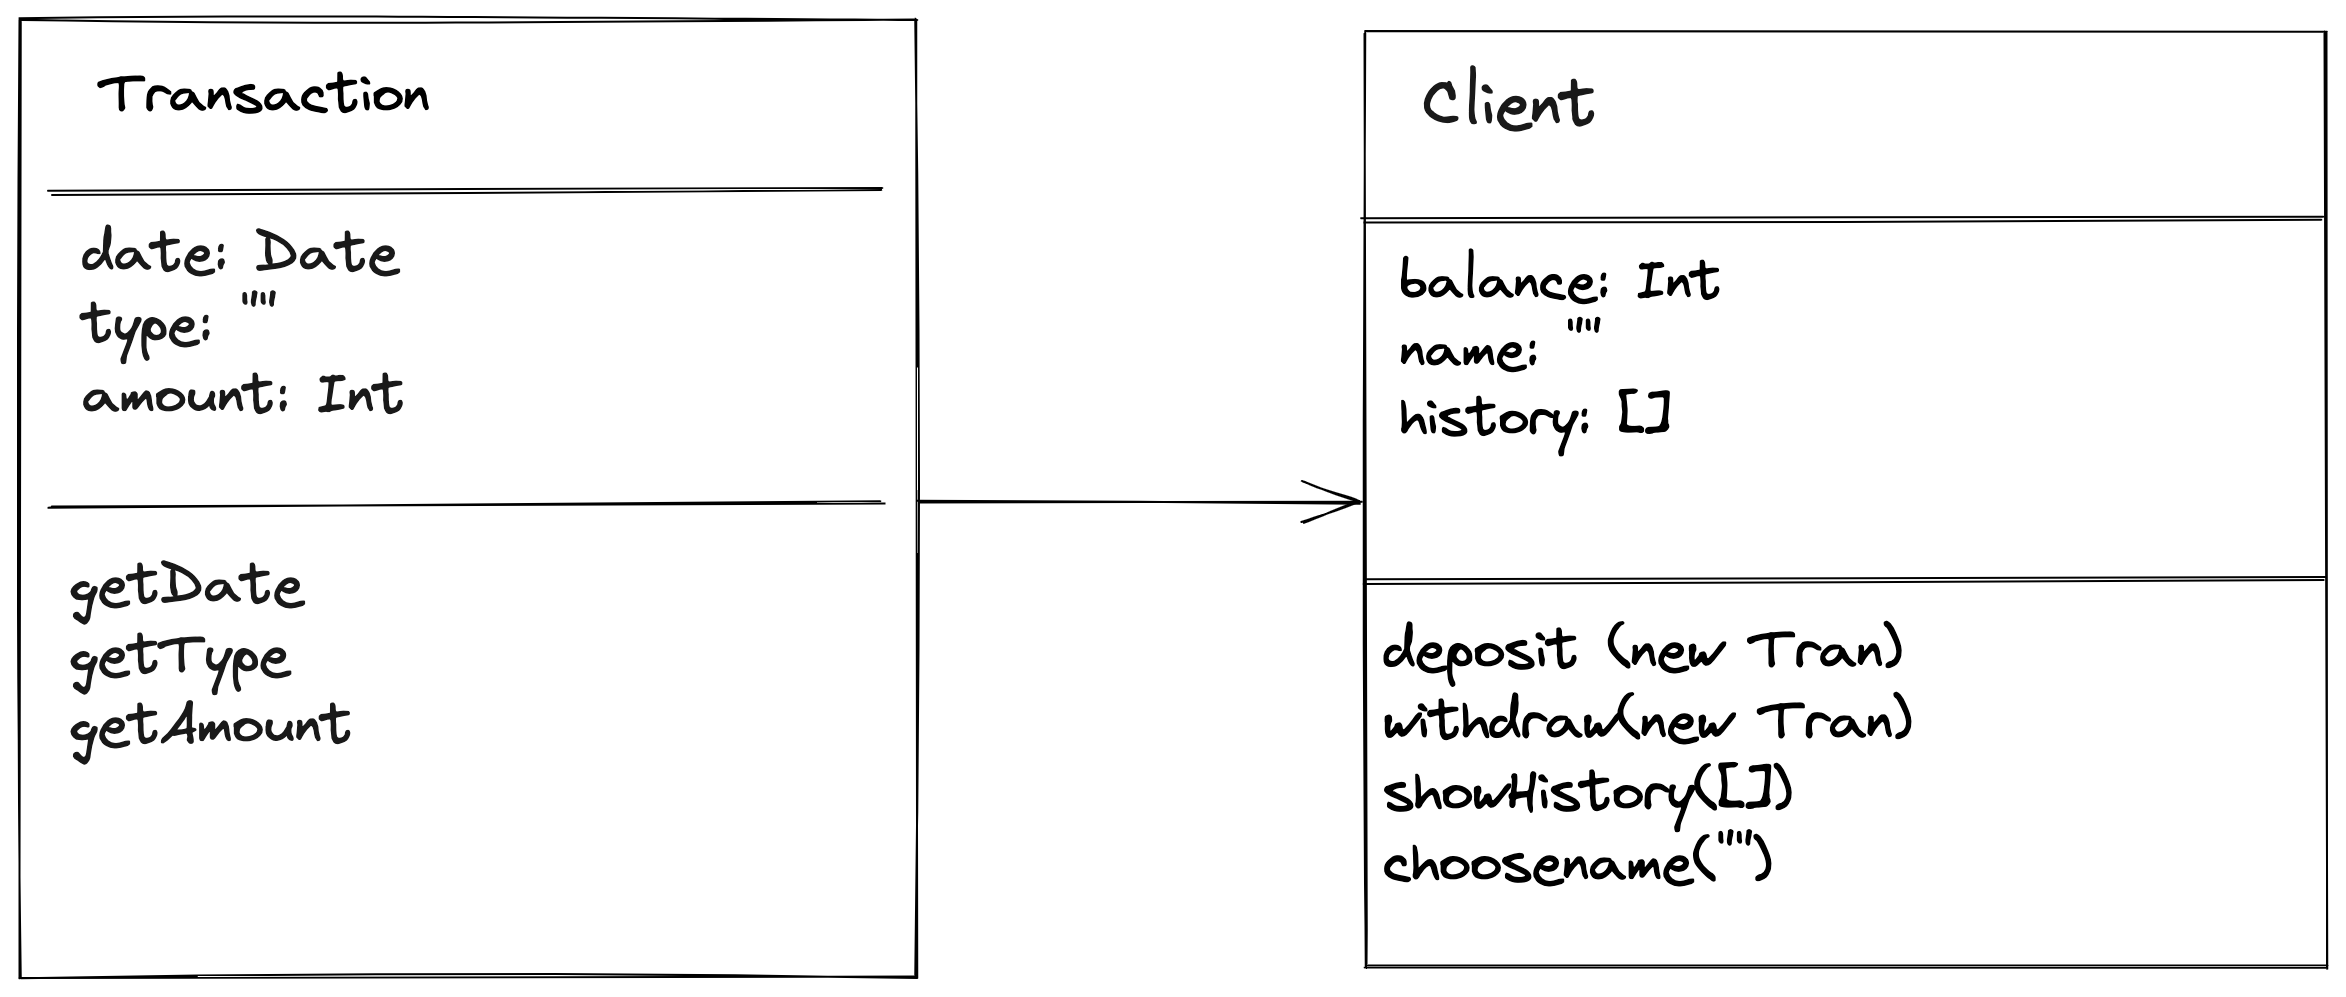 Transaction
date: Date
type: ""
amount: Int
getDate
getType
getAmount
Client
balance: Int
name: ""
history: []
deposit (new Tran)
withdraw(new Tran)
showHistory([])
choosename("")